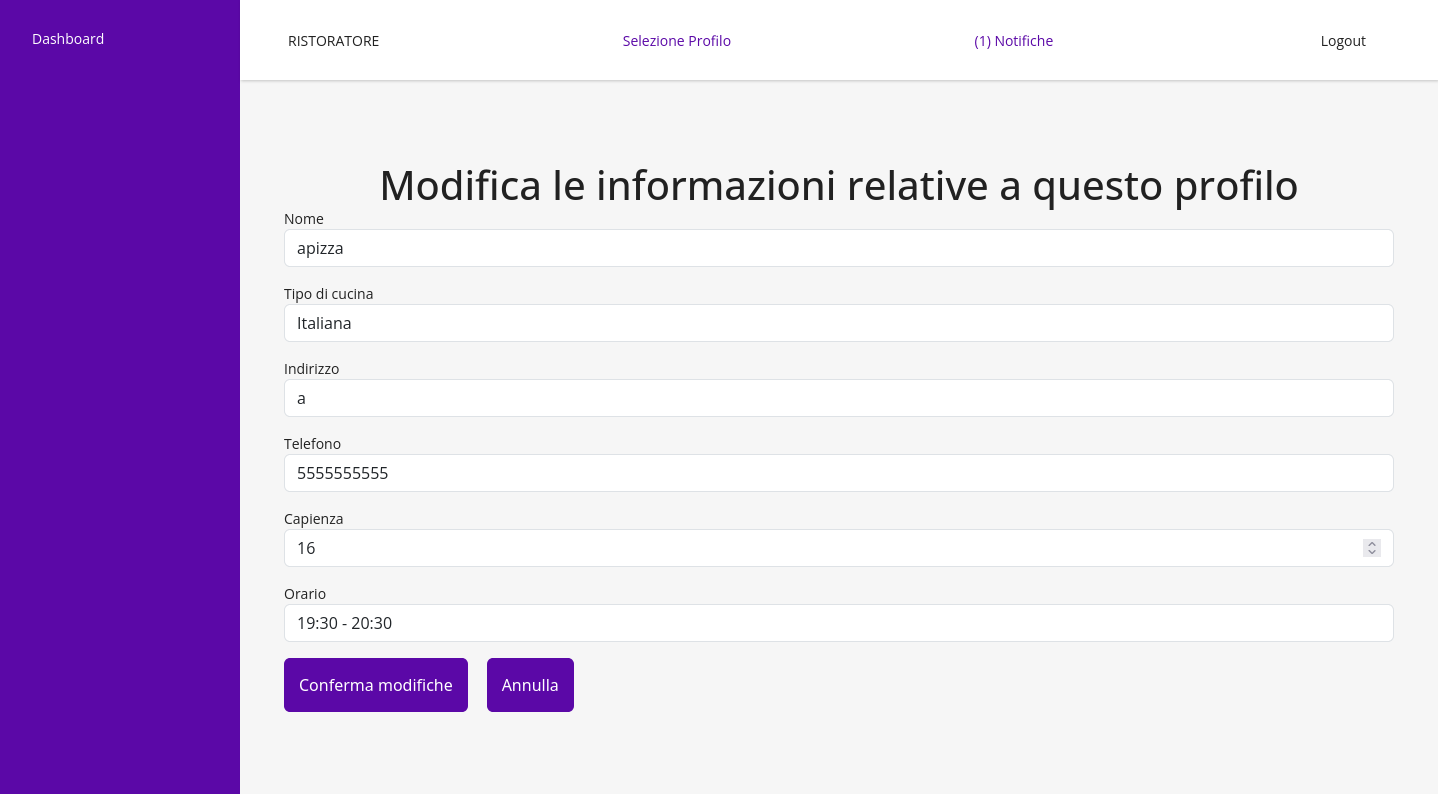 Dashboard
RISTORATORE
Selezione Profilo
(1) Notifiche
Logout
Modifica le informazioni relative a questo profilo
Nome
apizza
Tipo di cucina
Italiana
Indirizzo
a
Telefono
5555555555
Capienza
16
Orario
19:30 - 20:30
Conferma modifiche
Annulla